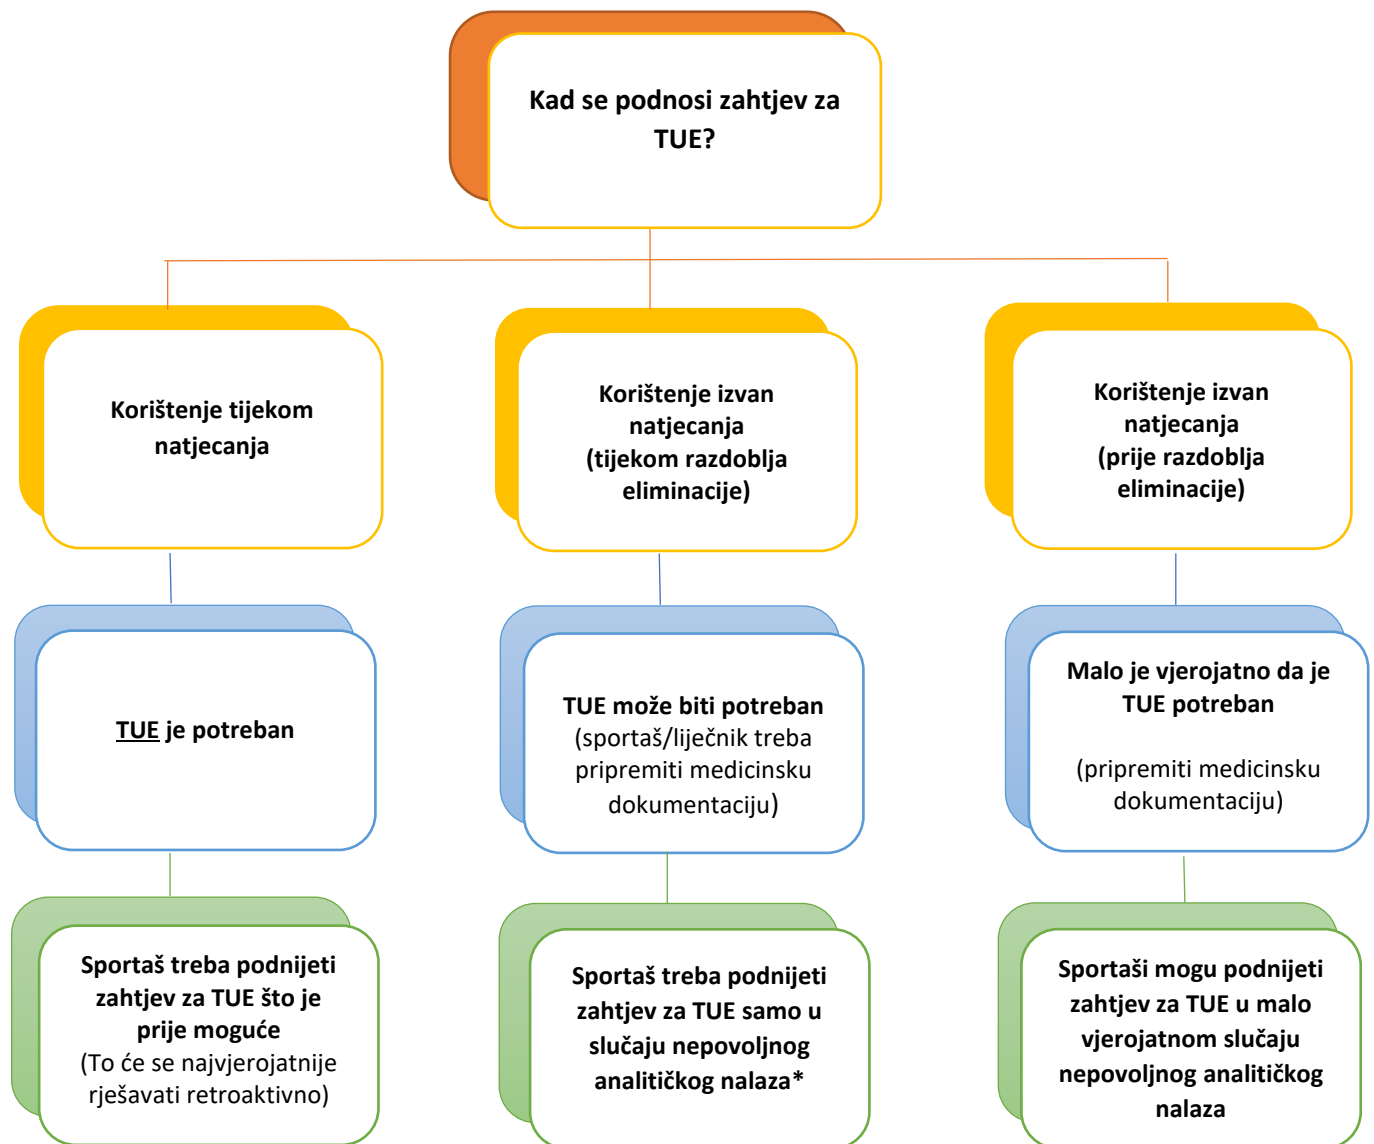 Kad se podnosi zahtjev za
TUE?
Korištenje tijekom
natjecanja
Korištenje izvan
natjecanja
(tijekom razdoblja
eliminacije)
Korištenje izvan
natjecanja
(prije razdoblja
eliminacije)
TUE je potreban
TUE može biti potreban
(sportaš/liječnik treba
pripremiti medicinsku
dokumentaciju)
Malo je vjerojatno da je
TUE potreban
(pripremiti medicinsku
dokumentaciju)
Sportaš treba podnijeti
zahtjev za TUE što je
prije moguće
(To će se najvjerojatnije
rješavati retroaktivno)
Sportaš treba podnijeti
zahtjev za TUE samo u
slučaju nepovoljnog
analitičkog nalaza*
Sportaši mogu podnijeti
zahtjev za TUE u malo
vjerojatnom slučaju
nepovoljnog analitičkog
nalaza